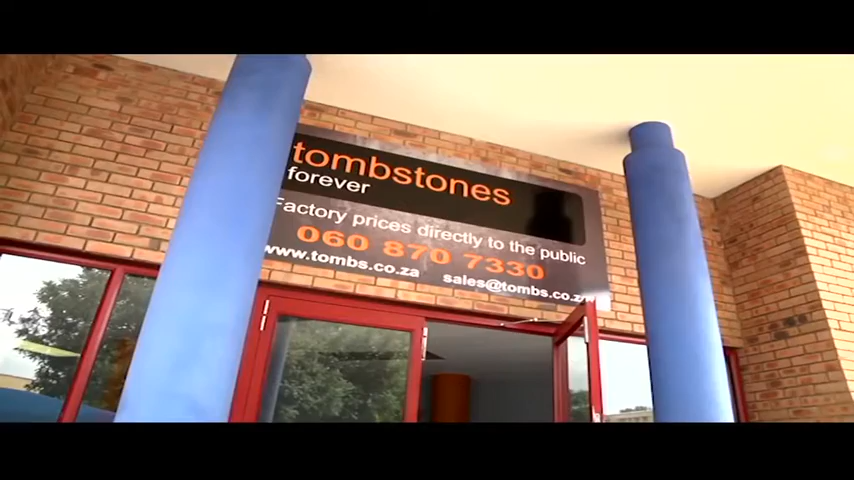 tombstones
forever
Factory prices directly to the public
060 870 7330
www.tombs.co.za sales@tombs.co.za